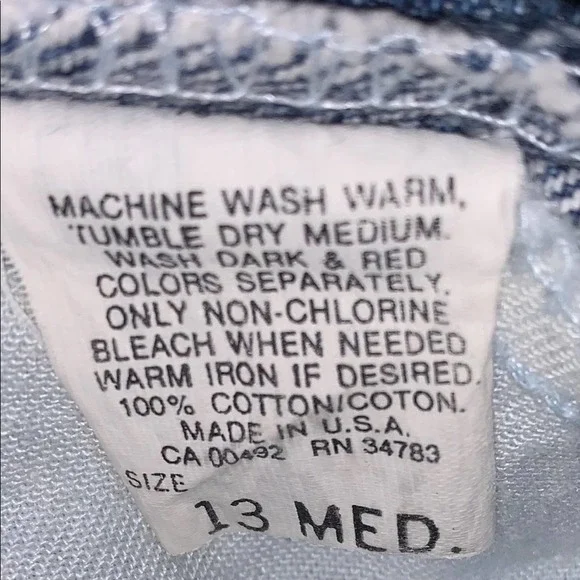 MACHINE WASH WARM,
TUMBLE DRY MEDIUM.
WASH DARK & RED
COLORS SEPARATELY.
ONLY NON-CHLORINE
BLEACH WHEN NEEDED
WARM IRON IF DESIRED.
100% COTTON/COTON.
MADE IN U.S.A.
CA 00492 RN 34783
SIZE
13 MED.